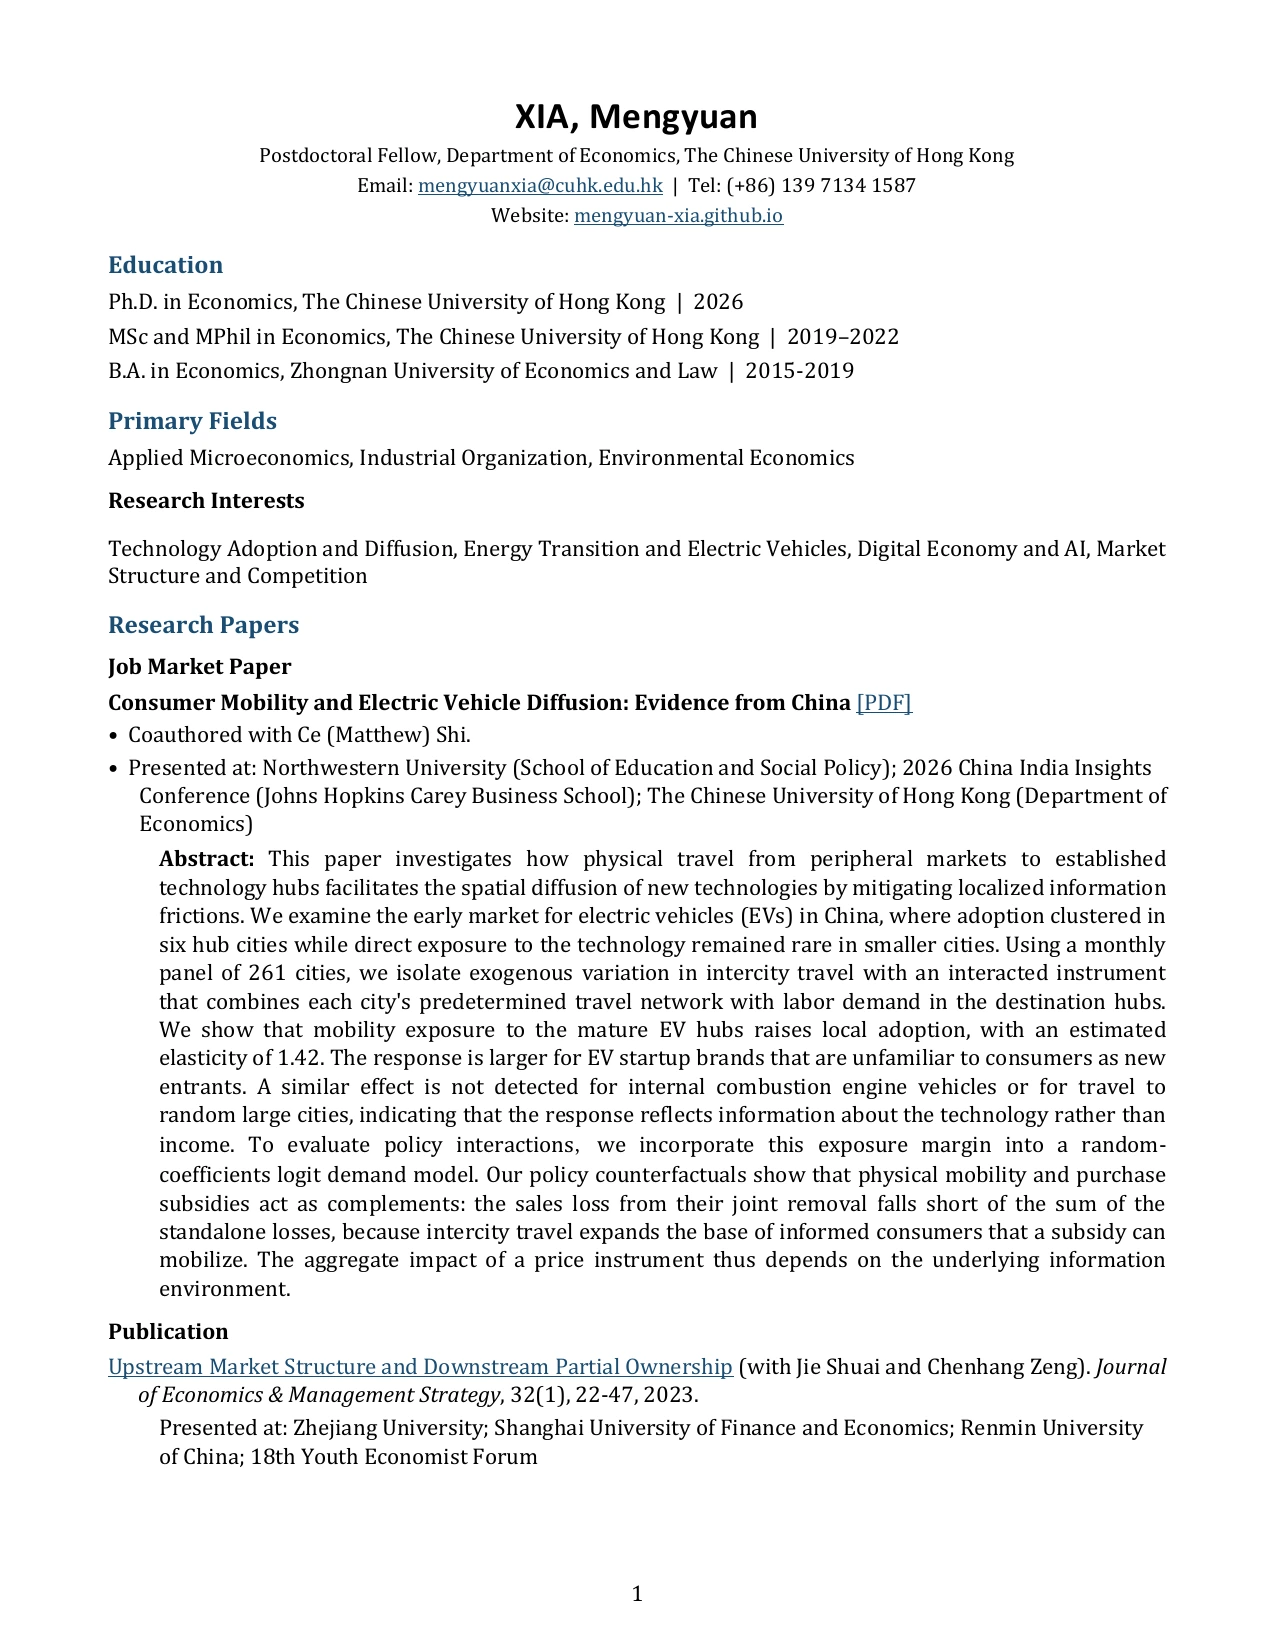 XIA, Mengyuan
Postdoctoral Fellow, Department of Economics, The Chinese University of Hong Kong
Email: mengyuanxia@cuhk.edu.hk | Tel: (+86) 139 7134 1587
Website: mengyuan-xia.github.io
Education
Ph.D. in Economics, The Chinese University of Hong Kong | 2026
MSc and MPhil in Economics, The Chinese University of Hong Kong | 2019–2022
B.A. in Economics, Zhongnan University of Economics and Law | 2015-2019
Primary Fields
Applied Microeconomics, Industrial Organization, Environmental Economics
Research Interests
Technology Adoption and Diffusion, Energy Transition and Electric Vehicles, Digital Economy and AI, Market
Structure and Competition
Research Papers
Job Market Paper
Consumer Mobility and Electric Vehicle Diffusion: Evidence from China [PDF]
• Coauthored with Ce (Matthew) Shi.
• Presented at: Northwestern University (School of Education and Social Policy); 2026 China India Insights
Conference (Johns Hopkins Carey Business School); The Chinese University of Hong Kong (Department of
Economics)
Abstract: This paper investigates how physical travel from peripheral markets to established
technology hubs facilitates the spatial diffusion of new technologies by mitigating localized information
frictions. We examine the early market for electric vehicles (EVs) in China, where adoption clustered in
six hub cities while direct exposure to the technology remained rare in smaller cities. Using a monthly
panel of 261 cities, we isolate exogenous variation in intercity travel with an interacted instrument
that combines each city's predetermined travel network with labor demand in the destination hubs.
We show that mobility exposure to the mature EV hubs raises local adoption, with an estimated
elasticity of 1.42. The response is larger for EV startup brands that are unfamiliar to consumers as new
entrants. A similar effect is not detected for internal combustion engine vehicles or for travel to
random large cities, indicating that the response reflects information about the technology rather than
income. To evaluate policy interactions, we incorporate this exposure margin into a random-
coefficients logit demand model. Our policy counterfactuals show that physical mobility and purchase
subsidies act as complements: the sales loss from their joint removal falls short of the sum of the
standalone losses, because intercity travel expands the base of informed consumers that a subsidy can
mobilize. The aggregate impact of a price instrument thus depends on the underlying information
environment.
Publication
Upstream Market Structure and Downstream Partial Ownership (with Jie Shuai and Chenhang Zeng). Journal
of Economics & Management Strategy, 32(1), 22-47, 2023.
Presented at: Zhejiang University; Shanghai University of Finance and Economics; Renmin University
of China; 18th Youth Economist Forum
1